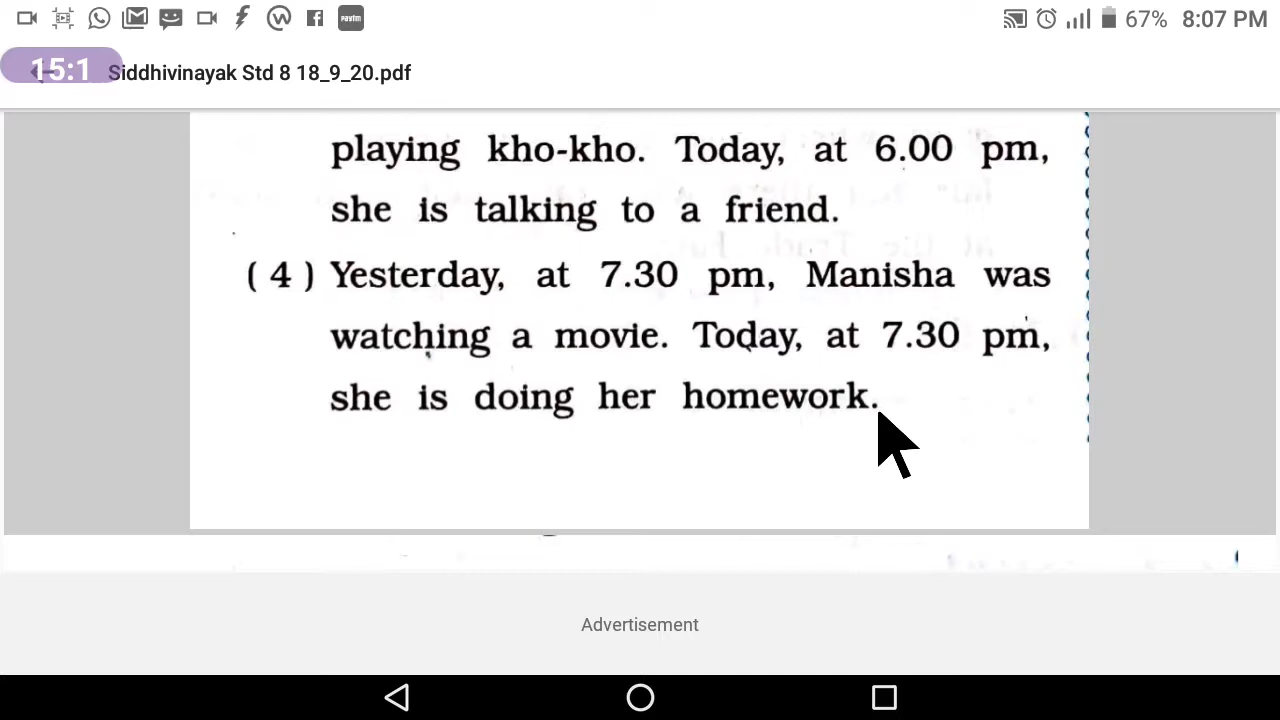 67% 8:07 PM
15:1 Siddhivinayak Std 8 18_9_20.pdf
playing kho-kho. Today, at 6.00 pm,
she is talking to a friend.
( 4 ) Yesterday, at 7.30 pm, Manisha was
watching a movie. Today, at 7.30 pm,
she is doing her homework.
Advertisement